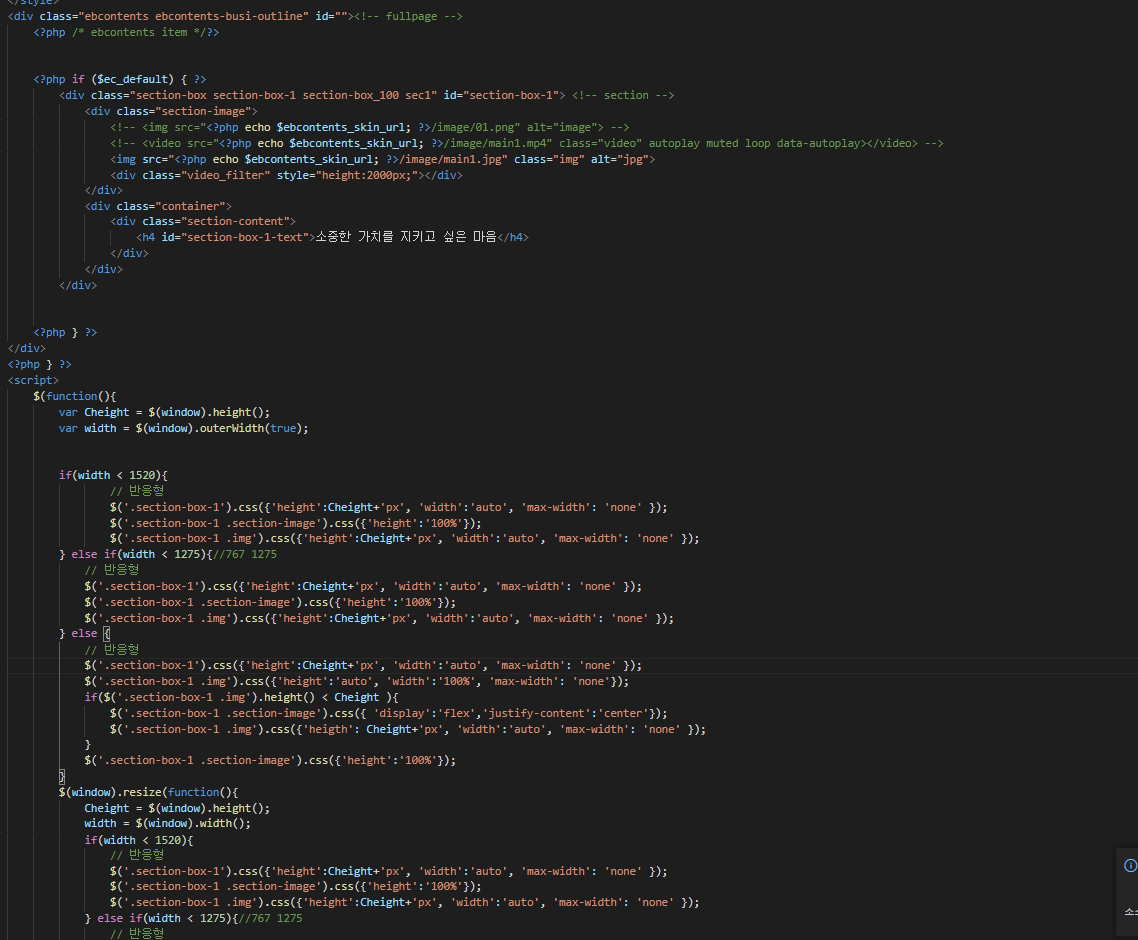 </style>
<div class="ebcontents ebcontents-busi-outline" id=""><!-- fullpage -->
<?php /* ebcontents item */?>
<?php if ($ec_default) { ?>
<div class="section-box section-box-1 section-box_100 sec1" id="section-box-1"> <!-- section -->
<div class="section-image">
<!-- <img src="<?php echo $ebcontents_skin_url; ?>/image/01.png" alt="image"> -->
<!-- <video src="<?php echo $ebcontents_skin_url; ?>/image/main1.mp4" class="video" autoplay muted loop data-autoplay></video> -->
<img src="<?php echo $ebcontents_skin_url; ?>/image/main1.jpg" class="img" alt="jpg">
<div class="video_filter" style="height:2000px;"></div>
</div>
<div class="container">
<div class="section-content">
<h4 id="section-box-1-text">소중한 가치를 지키고 싶은 마음</h4>
</div>
</div>
</div>
<?php } ?>
</div>
<?php } ?>
<script>
$(function(){
var Cheight = $(window).height();
var width = $(window).outerWidth(true);
if(width < 1520){
// 반응형
$('.section-box-1').css({'height':Cheight+'px', 'width':'auto', 'max-width': 'none' });
$('.section-box-1 .section-image').css({'height':'100%'});
$('.section-box-1 .img').css({'height':Cheight+'px', 'width':'auto', 'max-width': 'none' });
} else if(width < 1275){//767 1275
// 반응형
$('.section-box-1').css({'height':Cheight+'px', 'width':'auto', 'max-width': 'none' });
$('.section-box-1 .section-image').css({'height':'100%'});
$('.section-box-1 .img').css({'height':Cheight+'px', 'width':'auto', 'max-width': 'none' });
} else {
// 반응형
$('.section-box-1').css({'height':Cheight+'px', 'width':'auto', 'max-width': 'none' });
$('.section-box-1 .img').css({'height':'auto', 'width':'100%', 'max-width': 'none'});
if($('.section-box-1 .img').height() < Cheight ){
$('.section-box-1 .section-image').css({ 'display':'flex','justify-content':'center'});
$('.section-box-1 .img').css({'heigth': Cheight+'px', 'width':'auto', 'max-width': 'none' });
}
$('.section-box-1 .section-image').css({'height':'100%'});
}
$(window).resize(function(){
Cheight = $(window).height();
width = $(window).width();
if(width < 1520){
// 반응형
$('.section-box-1').css({'height':Cheight+'px', 'width':'auto', 'max-width': 'none' });
$('.section-box-1 .section-image').css({'height':'100%'});
$('.section-box-1 .img').css({'height':Cheight+'px', 'width':'auto', 'max-width': 'none' });
} else if(width < 1275){//767 1275
// 반응형